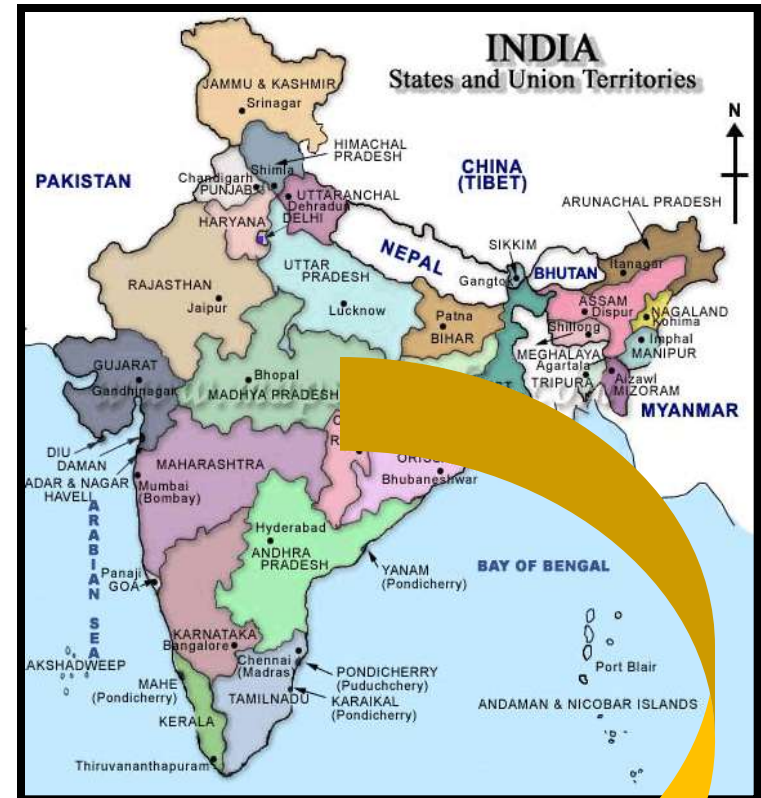 INDIA
States and Union Territories
N
JAMMU & KASHMIR
Srinagar
HIMACHAL
PRADESH
Shimla
CHINA
(TIBET)
PAKISTAN
Chandigarh
PUNJAB
UTTARANCHAL
Dehradun
ARUNACHAL PRADESH
HARYANA
DELHI
NEPAL
SIKKIM
Gangtok
BHUTAN
Itanagar
RAJASTHAN
Jaipur
UTTAR
PRADESH
Lucknow
ASSAM
Dispur
NAGALAND
Kohima
Patna
BIHAR
Shillong
Imphal
MANIPUR
MEGHALAYA
Agartala
TRIPURA
Aizawl
MIZORAM
MYANMAR
GUJARAT
Gandhinagar
Bhopal
MADHYA PRADESH
DIU
DAMAN
ADAR & NAGAR
HAVELI
MAHARASHTRA
Mumbai
(Bombay)
Bhubaneshwar
ARABIAN SEA
Hyderabad
ANDHRA
PRADESH
YANAM
(Pondicherry)
BAY OF BENGAL
Panaji
GOA
KARNATAKA
Bangalore
Chennai
(Madras)
PONDICHERRY
(Puduchchery)
Port Blair
AKSHADWEEP
MAHE
(Pondicherry)
TAMILNADU
KARAIKAL
(Pondicherry)
ANDAMAN & NICOBAR ISLANDS
KERALA
Thiruvananthapuram